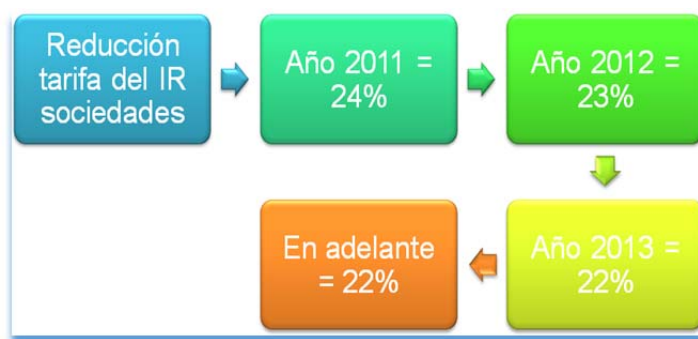 Reducción
tarifa del IR
sociedades
Año 2011 =
24%
Año 2012 =
23%
Año 2013 =
22%
En adelante
= 22%